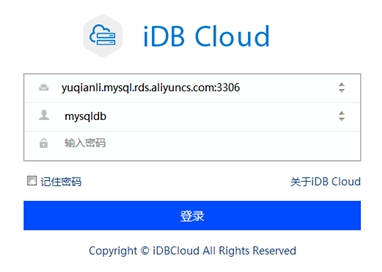 iDB Cloud
yuqianli.mysql.rds.aliyuncs.com:3306
mysqldb
输入密码
记住密码 关于iDB Cloud
登录
Copyright © iDBCloud All Rights Reserved